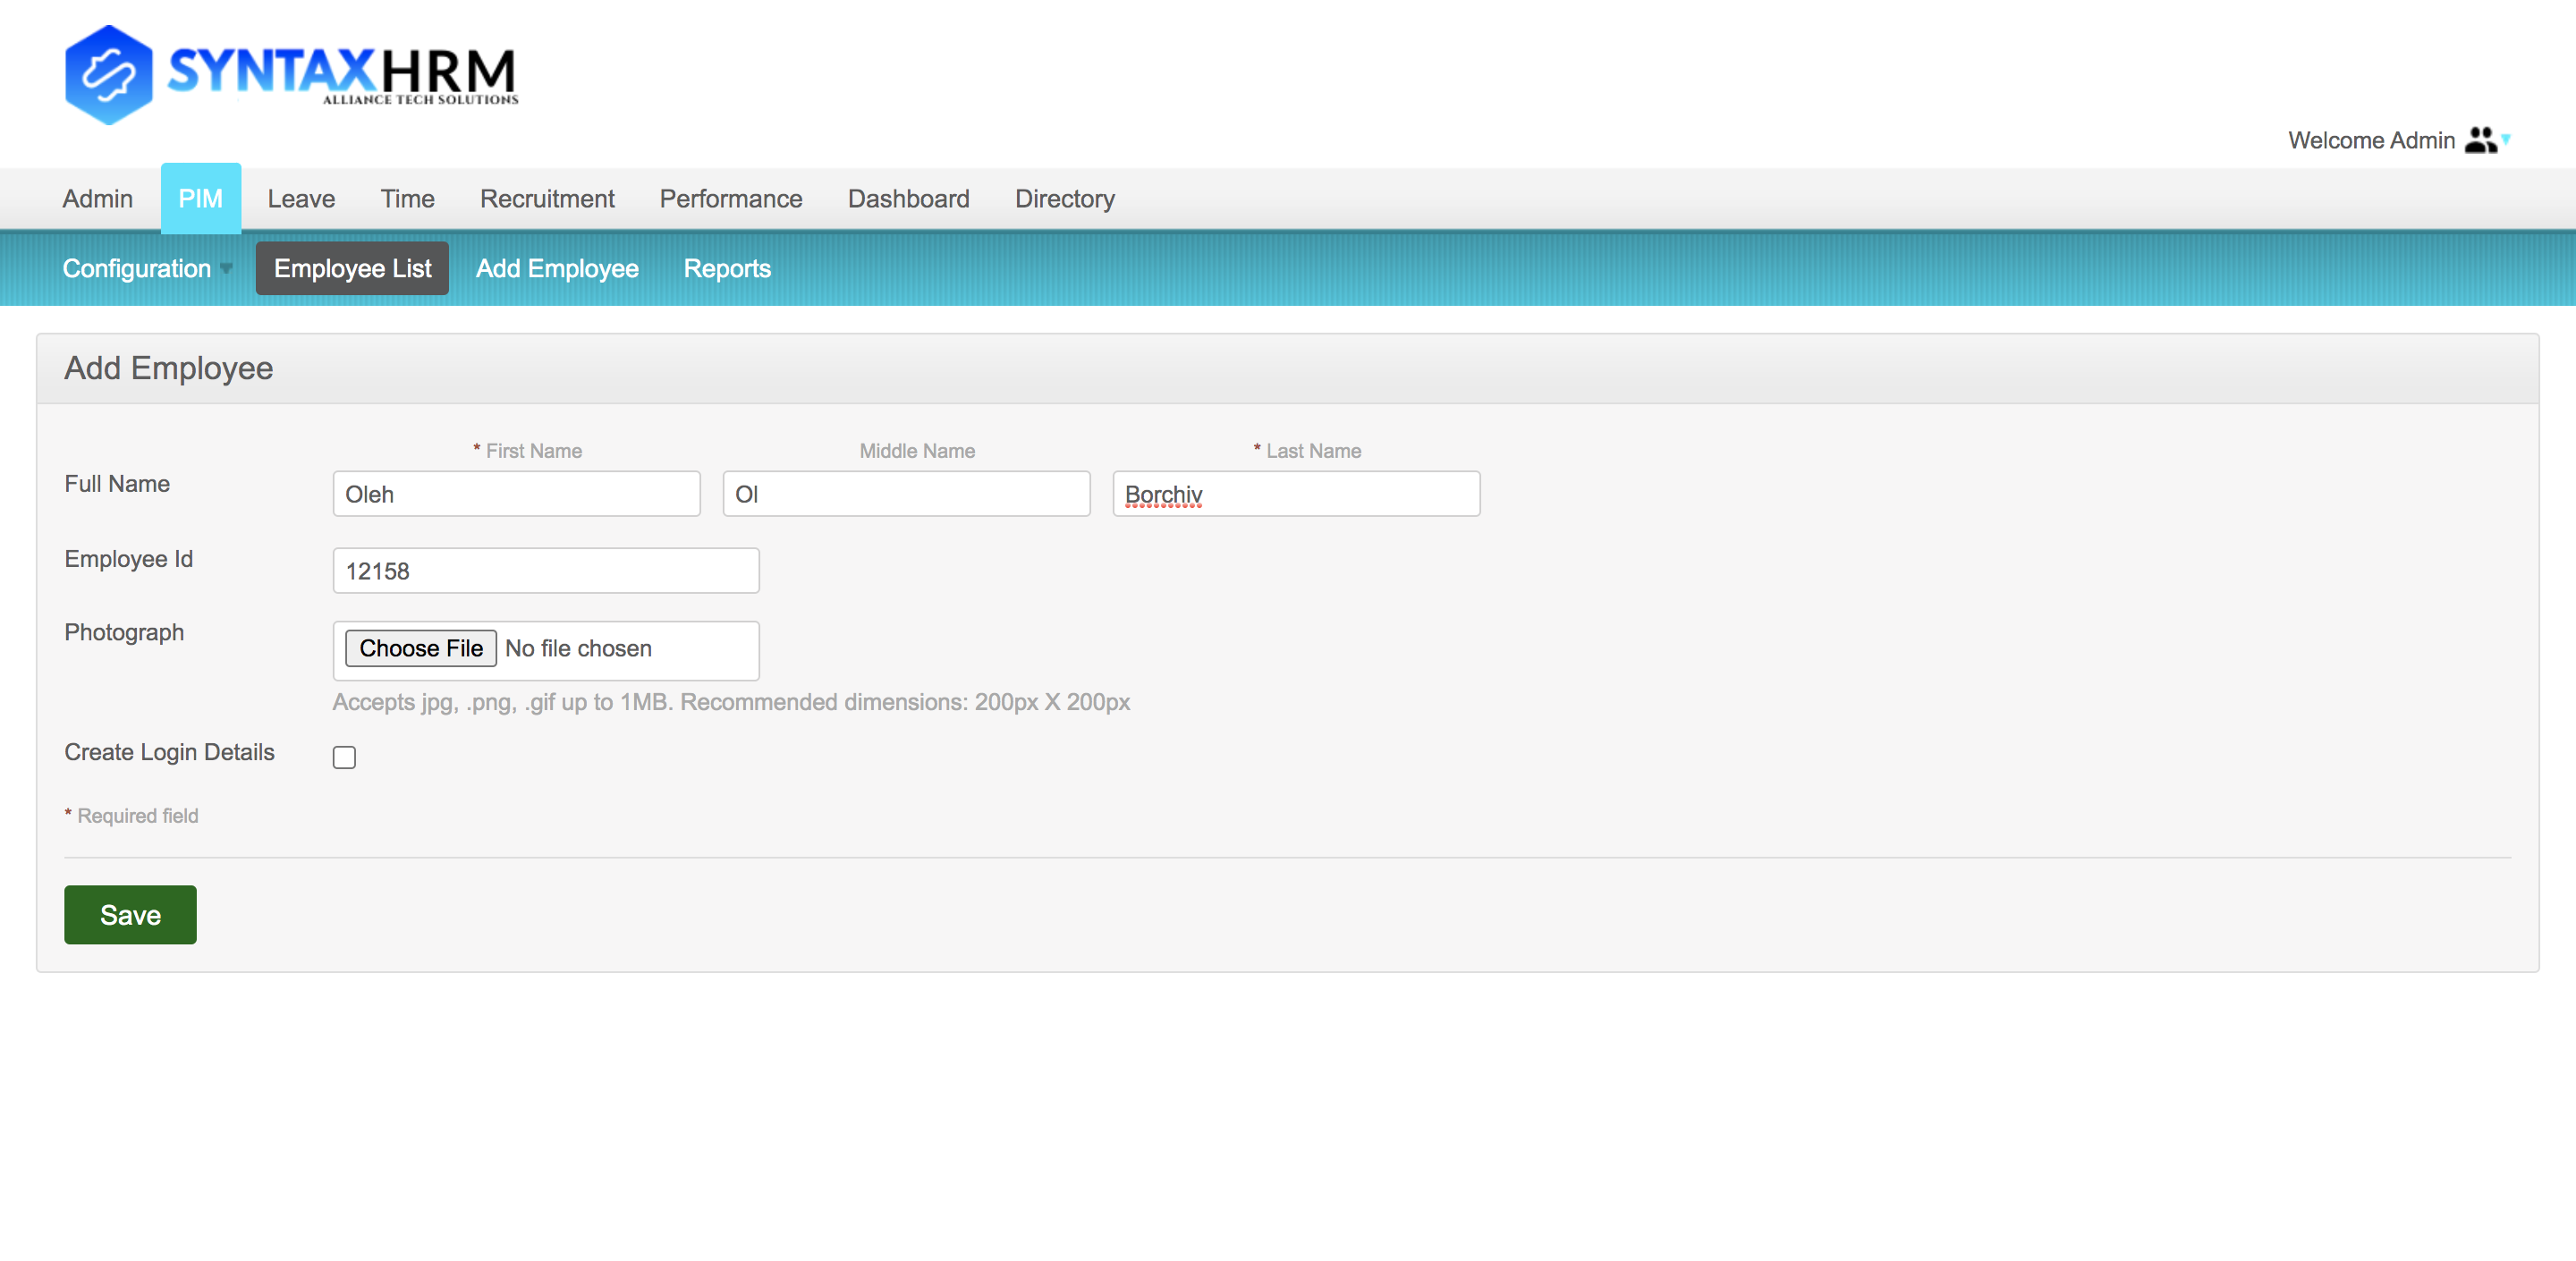 SYNTAXHRM
ALLIANCE TECH SOLUTIONS
Welcome Admin
Admin PIM Leave Time Recruitment Performance Dashboard Directory
Configuration Employee List Add Employee Reports
Add Employee
* First Name Middle Name * Last Name
Full Name Oleh Ol Borchiv
Employee Id 12158
Photograph Choose File No file chosen
Accepts jpg, .png, .gif up to 1MB. Recommended dimensions: 200px X 200px
Create Login Details
* Required field
Save